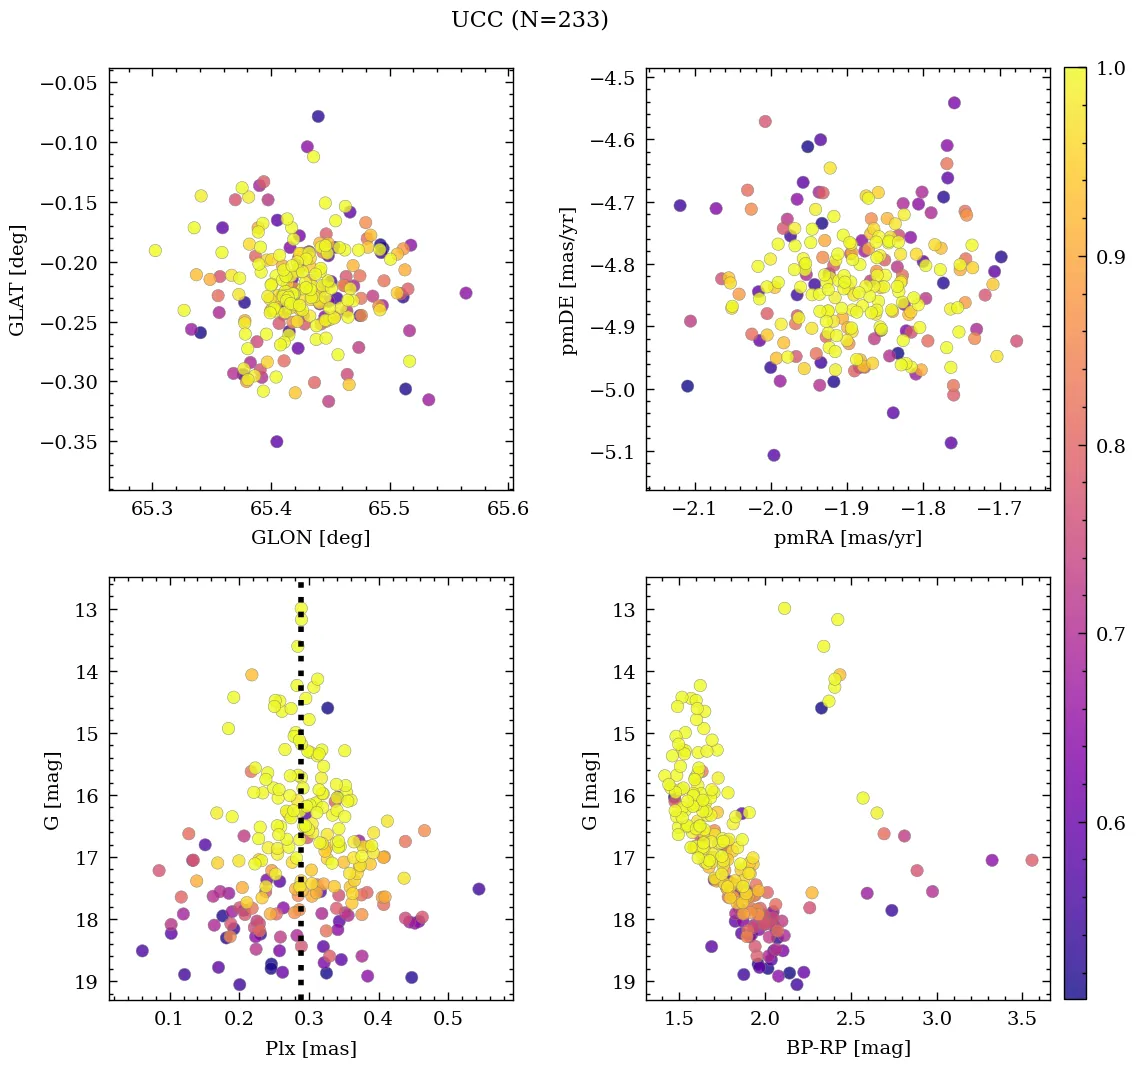 UCC (N=233)
−0.05
−0.10
−0.15
−0.20
−0.25
−0.30
−0.35
GLAT [deg]
65.3 65.4 65.5 65.6
GLON [deg]
−4.5
−4.6
−4.7
−4.8
−4.9
−5.0
−5.1
pmDE [mas/yr]
−2.1 −2.0 −1.9 −1.8 −1.7
pmRA [mas/yr]
13
14
15
16
17
18
19
G [mag]
0.1 0.2 0.3 0.4 0.5
Plx [mas]
13
14
15
16
17
18
19
G [mag]
1.5 2.0 2.5 3.0 3.5
BP-RP [mag]
1.0
0.9
0.8
0.7
0.6